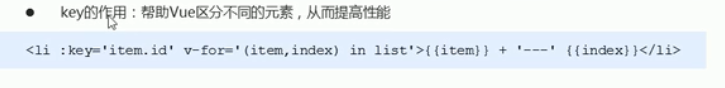 ● key的作用：帮助Vue区分不同的元素，从而提高性能
<li :key='item.id' v-for='(item,index) in list'>{{item}} + '---' {{index}}</li>